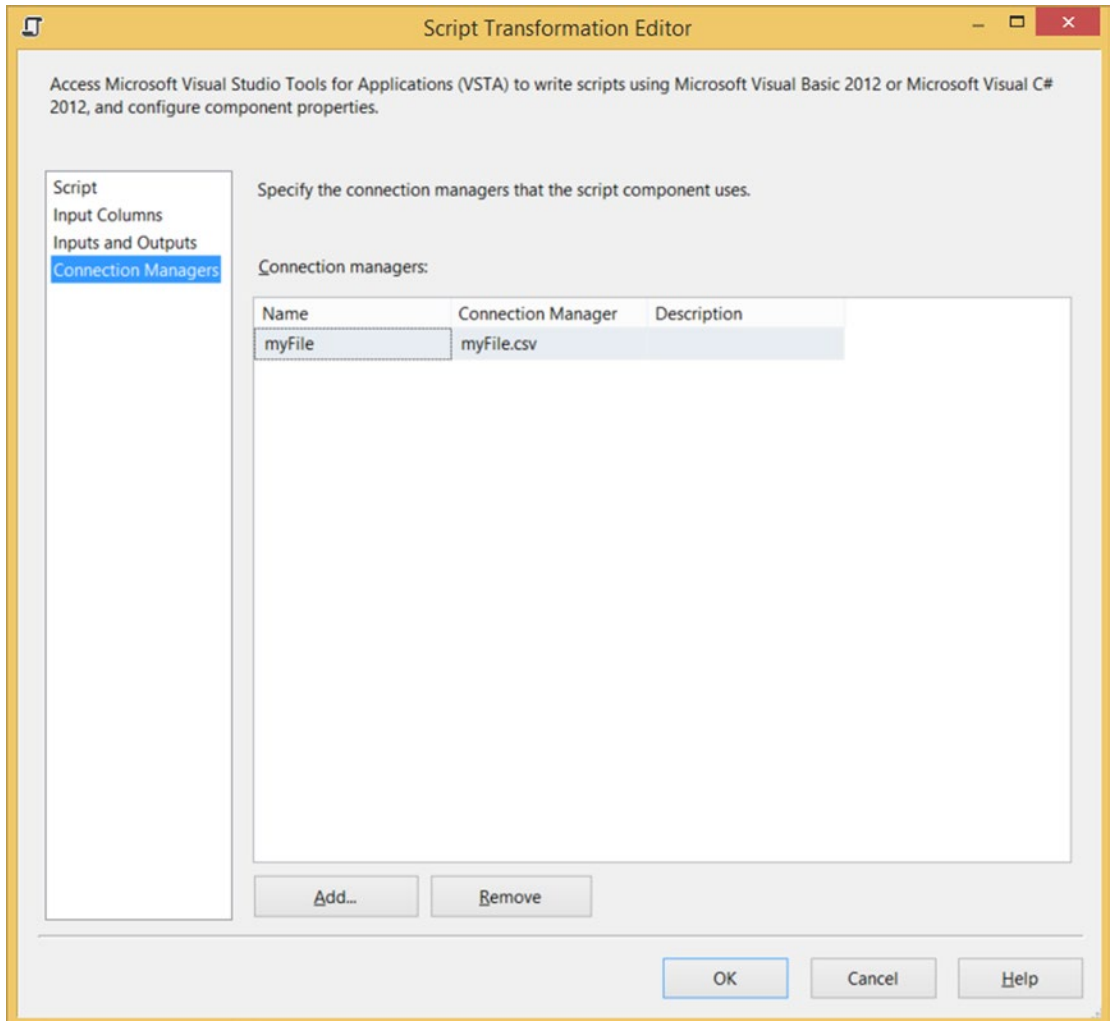 Script Transformation Editor
Access Microsoft Visual Studio Tools for Applications (VSTA) to write scripts using Microsoft Visual Basic 2012 or Microsoft Visual C#
2012, and configure component properties.
Script
Input Columns
Inputs and Outputs
Connection Managers
Specify the connection managers that the script component uses.
Connection managers:
Name Connection Manager Description
myFile myFile.csv
Add... Remove
OK Cancel Help